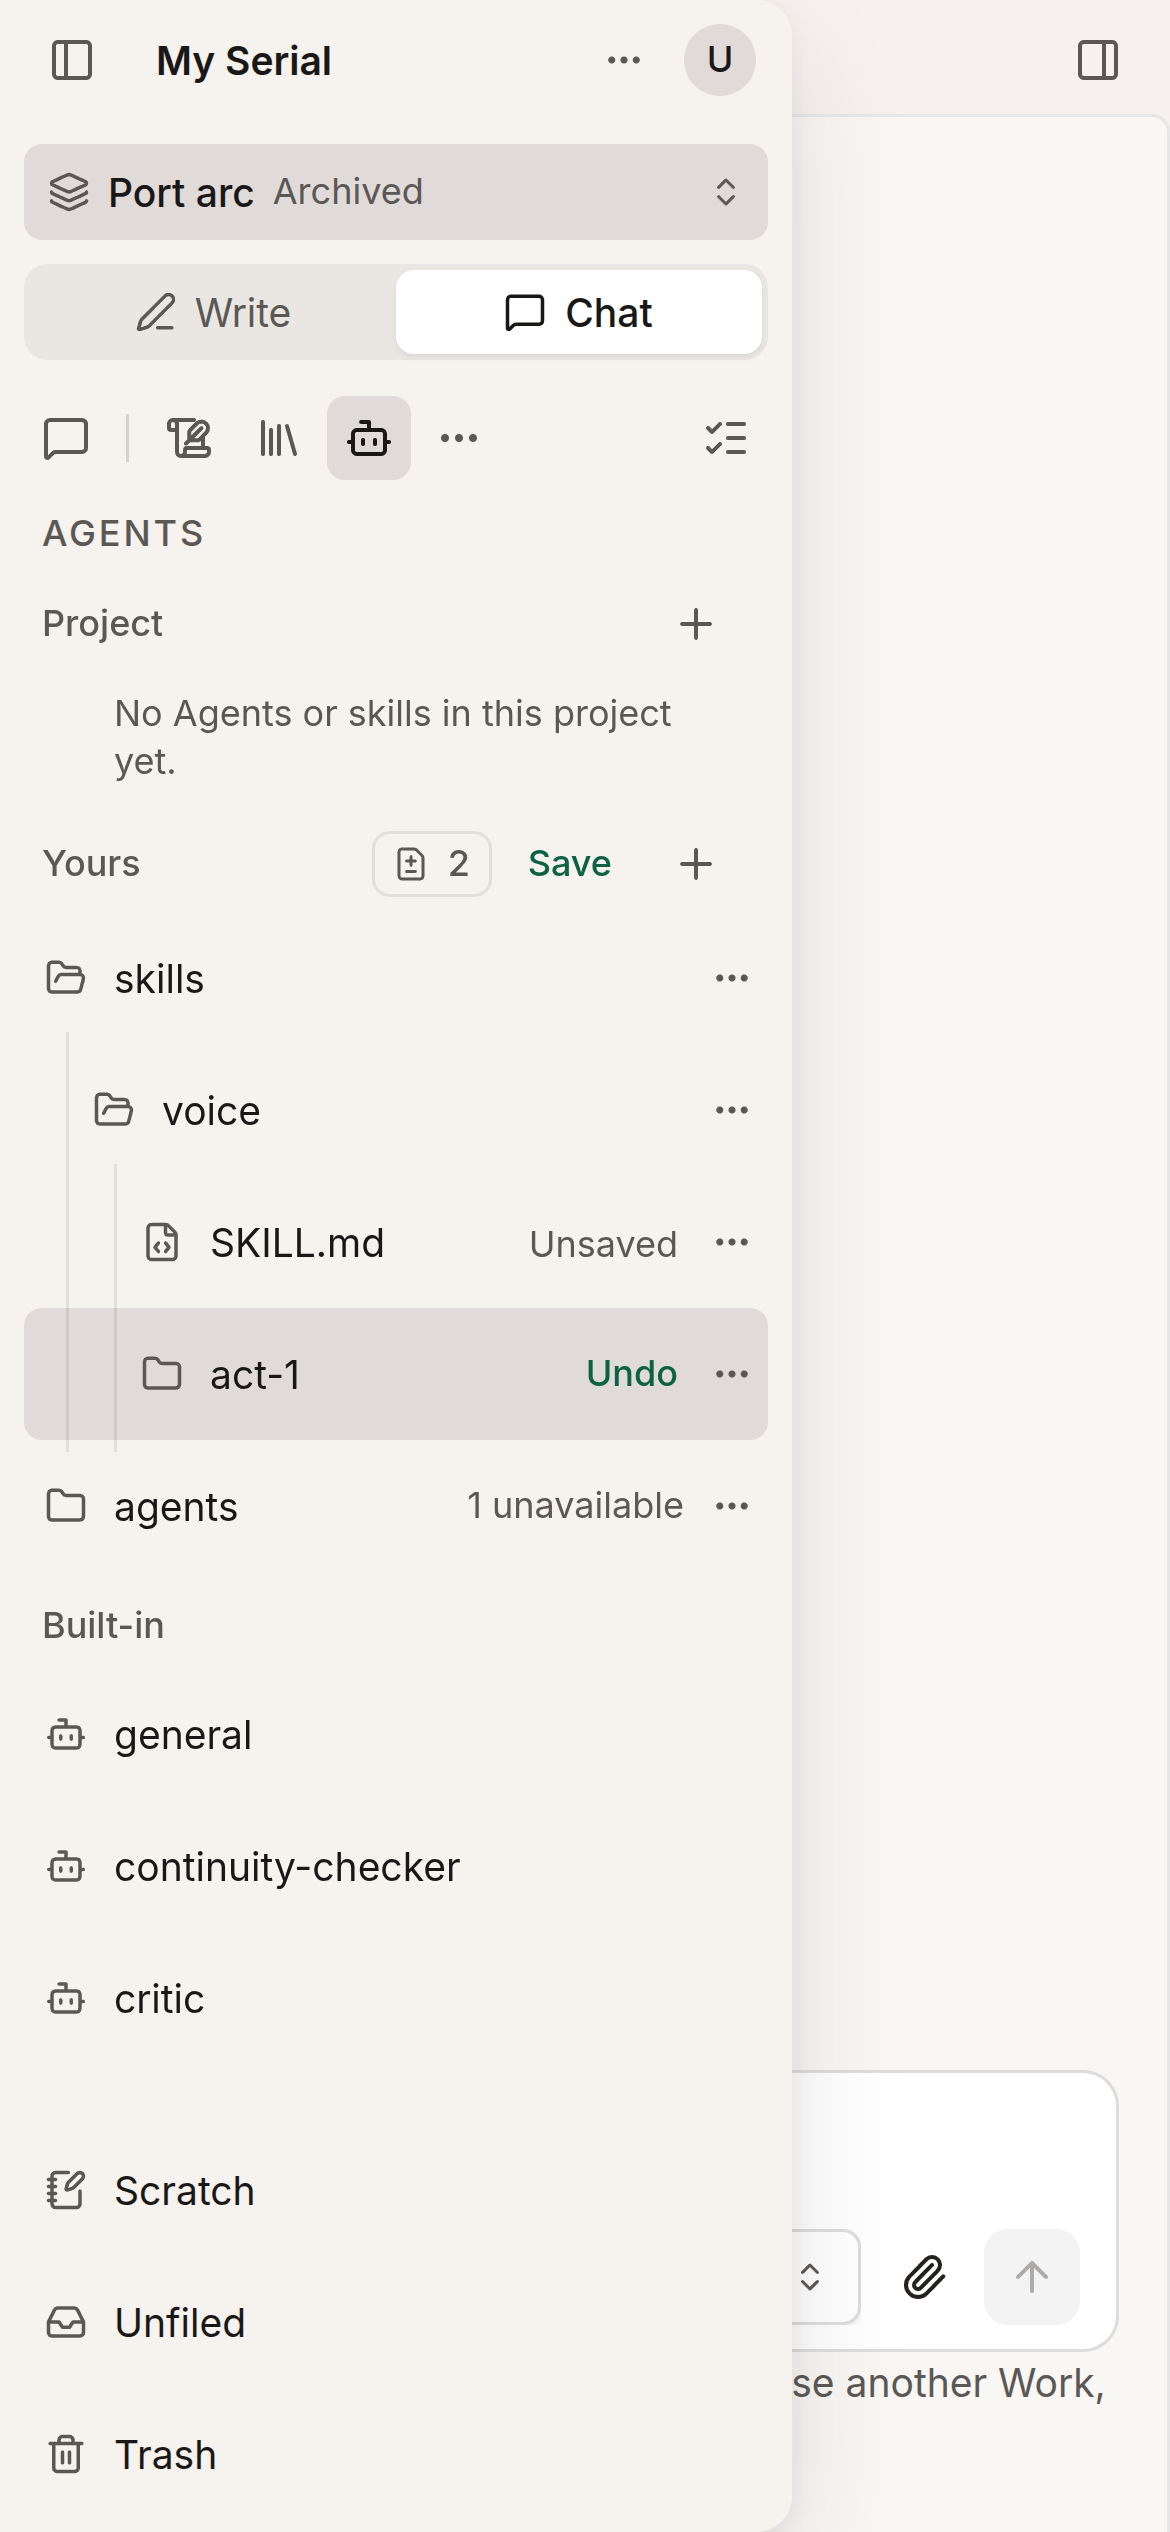 My Serial
U
Port arc Archived
Write
Chat
AGENTS
Project
No Agents or skills in this project
yet.
Yours
2
Save
skills
voice
SKILL.md
Unsaved
act-1
Undo
agents
1 unavailable
Built-in
general
continuity-checker
critic
Scratch
Unfiled
se another Work,
Trash